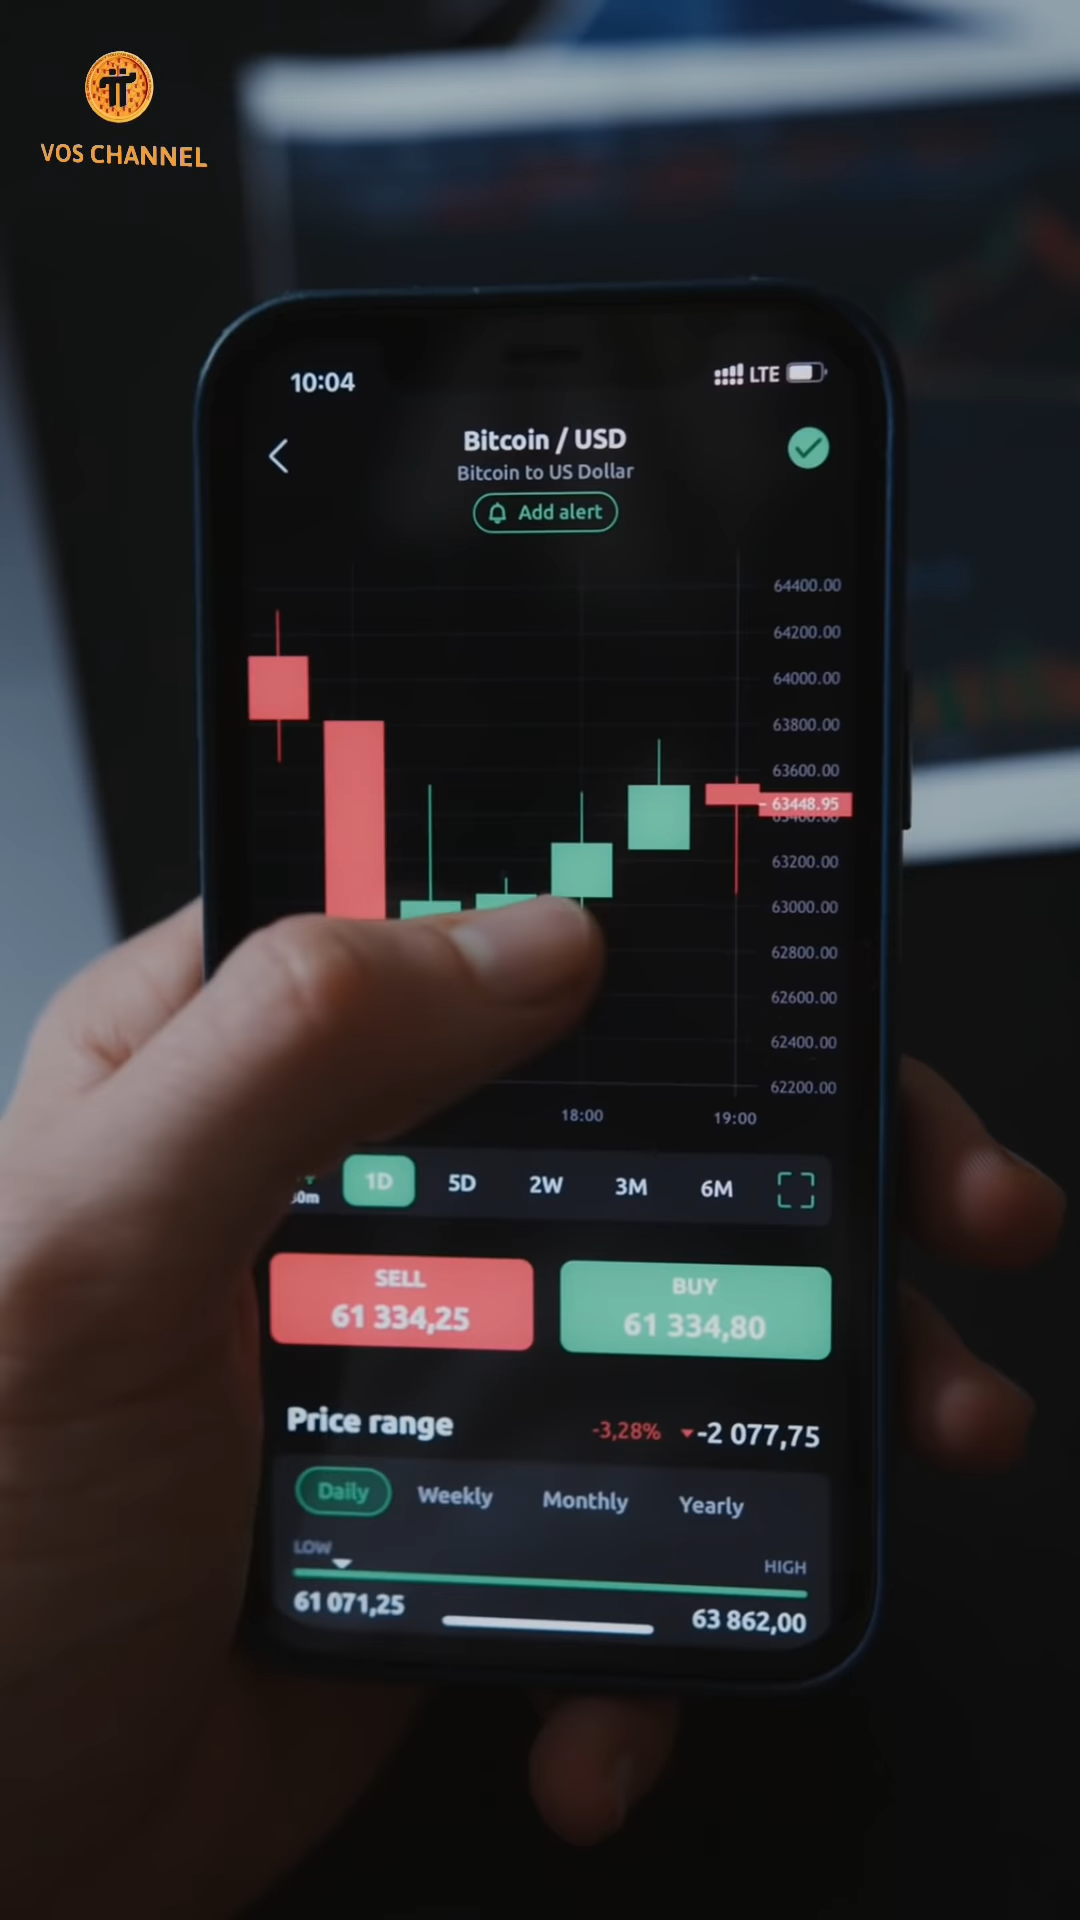 VOS CHANNEL
10:04
LTE
Bitcoin / USD
Bitcoin to US Dollar
Add alert
64400.00
64200.00
64000.00
63800.00
63600.00
63448.95
63200.00
63000.00
62800.00
62600.00
62400.00
62200.00
18:00 19:00
1D 5D 2W 3M 6M
SELL
61 334,25
BUY
61 334,80
Price range -3,28% -2 077,75
Daily Weekly Monthly Yearly
LOW HIGH
61 071,25 63 862,00